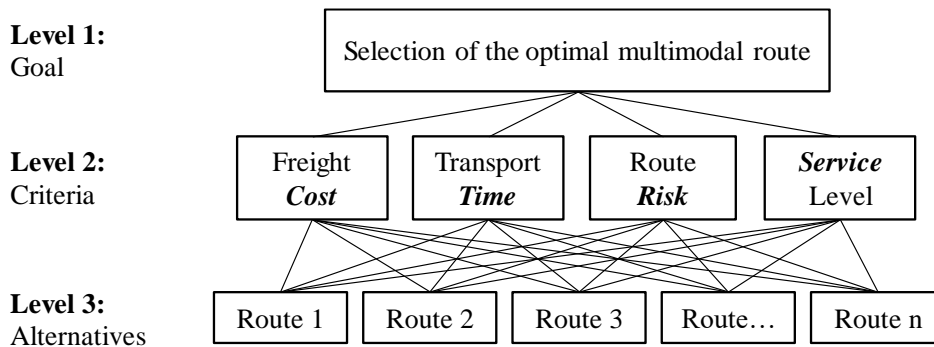 Level 1:
Goal
Selection of the optimal multimodal route
Level 2:
Criteria
Freight
Cost
Transport
Time
Route
Risk
Service
Level
Level 3:
Alternatives
Route 1
Route 2
Route 3
Route…
Route n